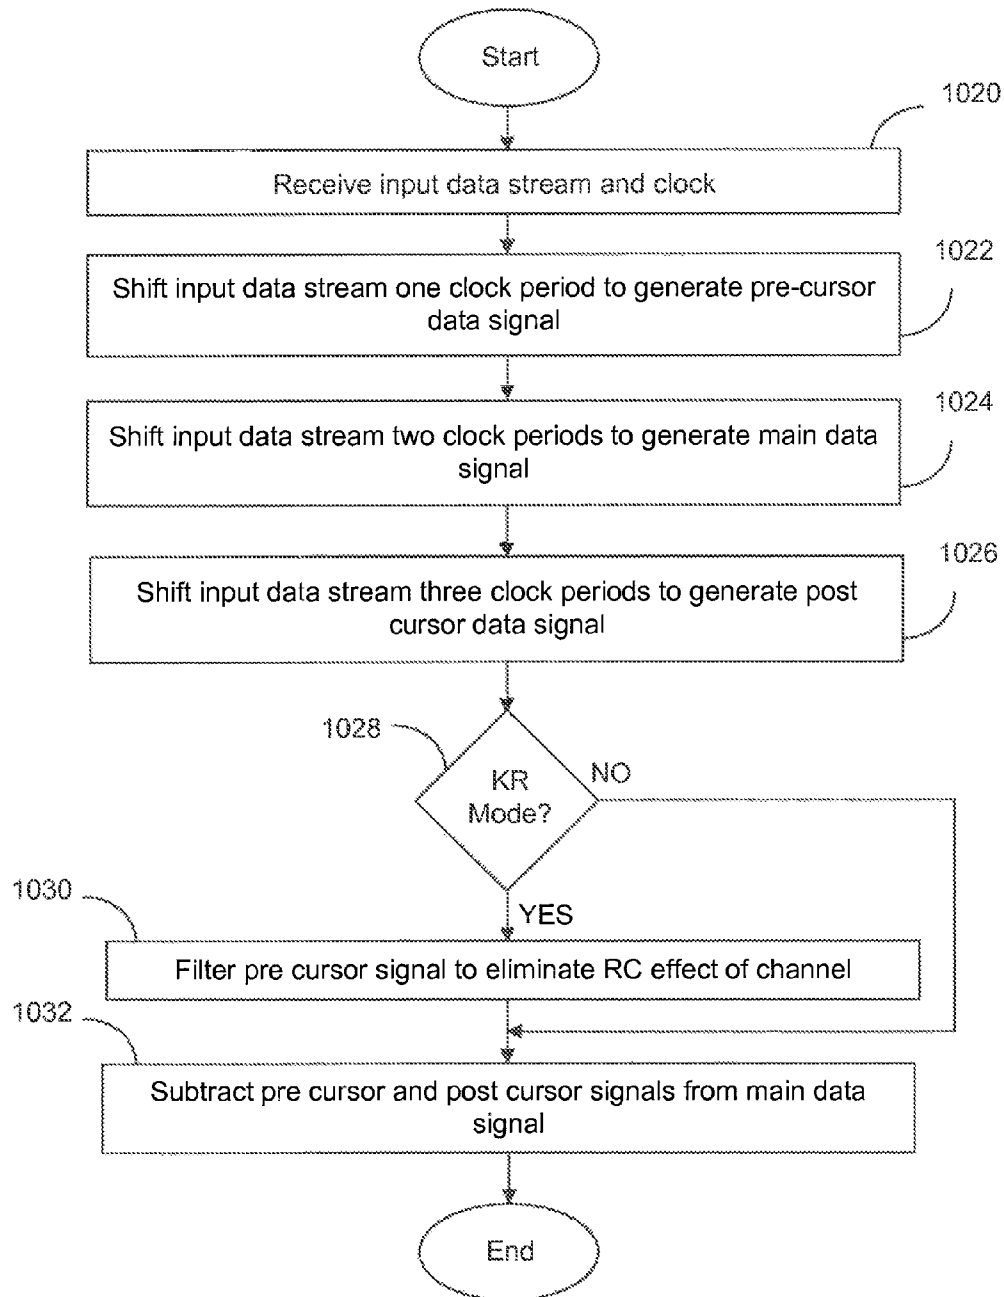 Start
1020
Receive input data stream and clock
1022
Shift input data stream one clock period to generate pre-cursor
data signal
1024
Shift input data stream two clock periods to generate main data
signal
1026
Shift input data stream three clock periods to generate post
cursor data signal
1028
KR
Mode?
NO
YES
1030
Filter pre cursor signal to eliminate RC effect of channel
1032
Subtract pre cursor and post cursor signals from main data
signal
End